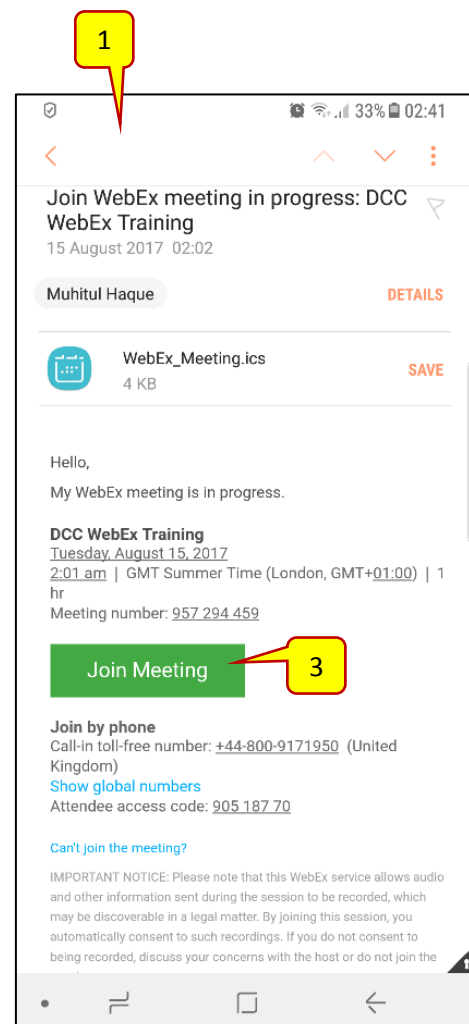 1
33% 02:41
Join WebEx meeting in progress: DCC
WebEx Training
15 August 2017 02:02
Muhitul Haque
DETAILS
WebEx_Meeting.ics
4 KB
SAVE
Hello,
My WebEx meeting is in progress.
DCC WebEx Training
Tuesday, August 15, 2017
2:01 am | GMT Summer Time (London, GMT+01:00) | 1
hr
Meeting number: 957 294 459
Join Meeting
3
Join by phone
Call-in toll-free number: +44-800-9171950 (United
Kingdom)
Show global numbers
Attendee access code: 905 187 70
Can't join the meeting?
IMPORTANT NOTICE: Please note that this WebEx service allows audio
and other information sent during the session to be recorded, which
may be discoverable in a legal matter. By joining this session, you
automatically consent to such recordings. If you do not consent to
being recorded, discuss your concerns with the host or do not join the